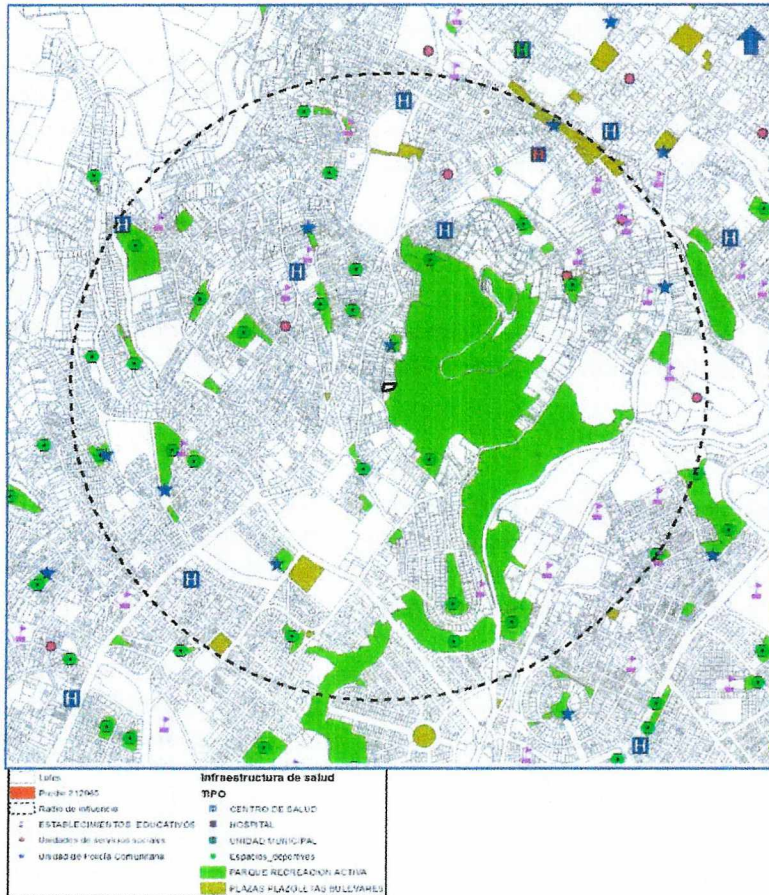 Lotes
Predio 212065
Radio de influencia
ESTABLECIMIENTOS EDUCATIVOS
Unidades de servicios sociales
Unidad de Policía Comunitaria
Infraestructura de salud
TIPO
H CENTRO DE SALUD
HOSPITAL
UNIDAD MUNICIPAL
Espacios_deportivos
PARQUE RECREACION ACTIVA
PLAZAS PLAZOLETAS BULEVARES